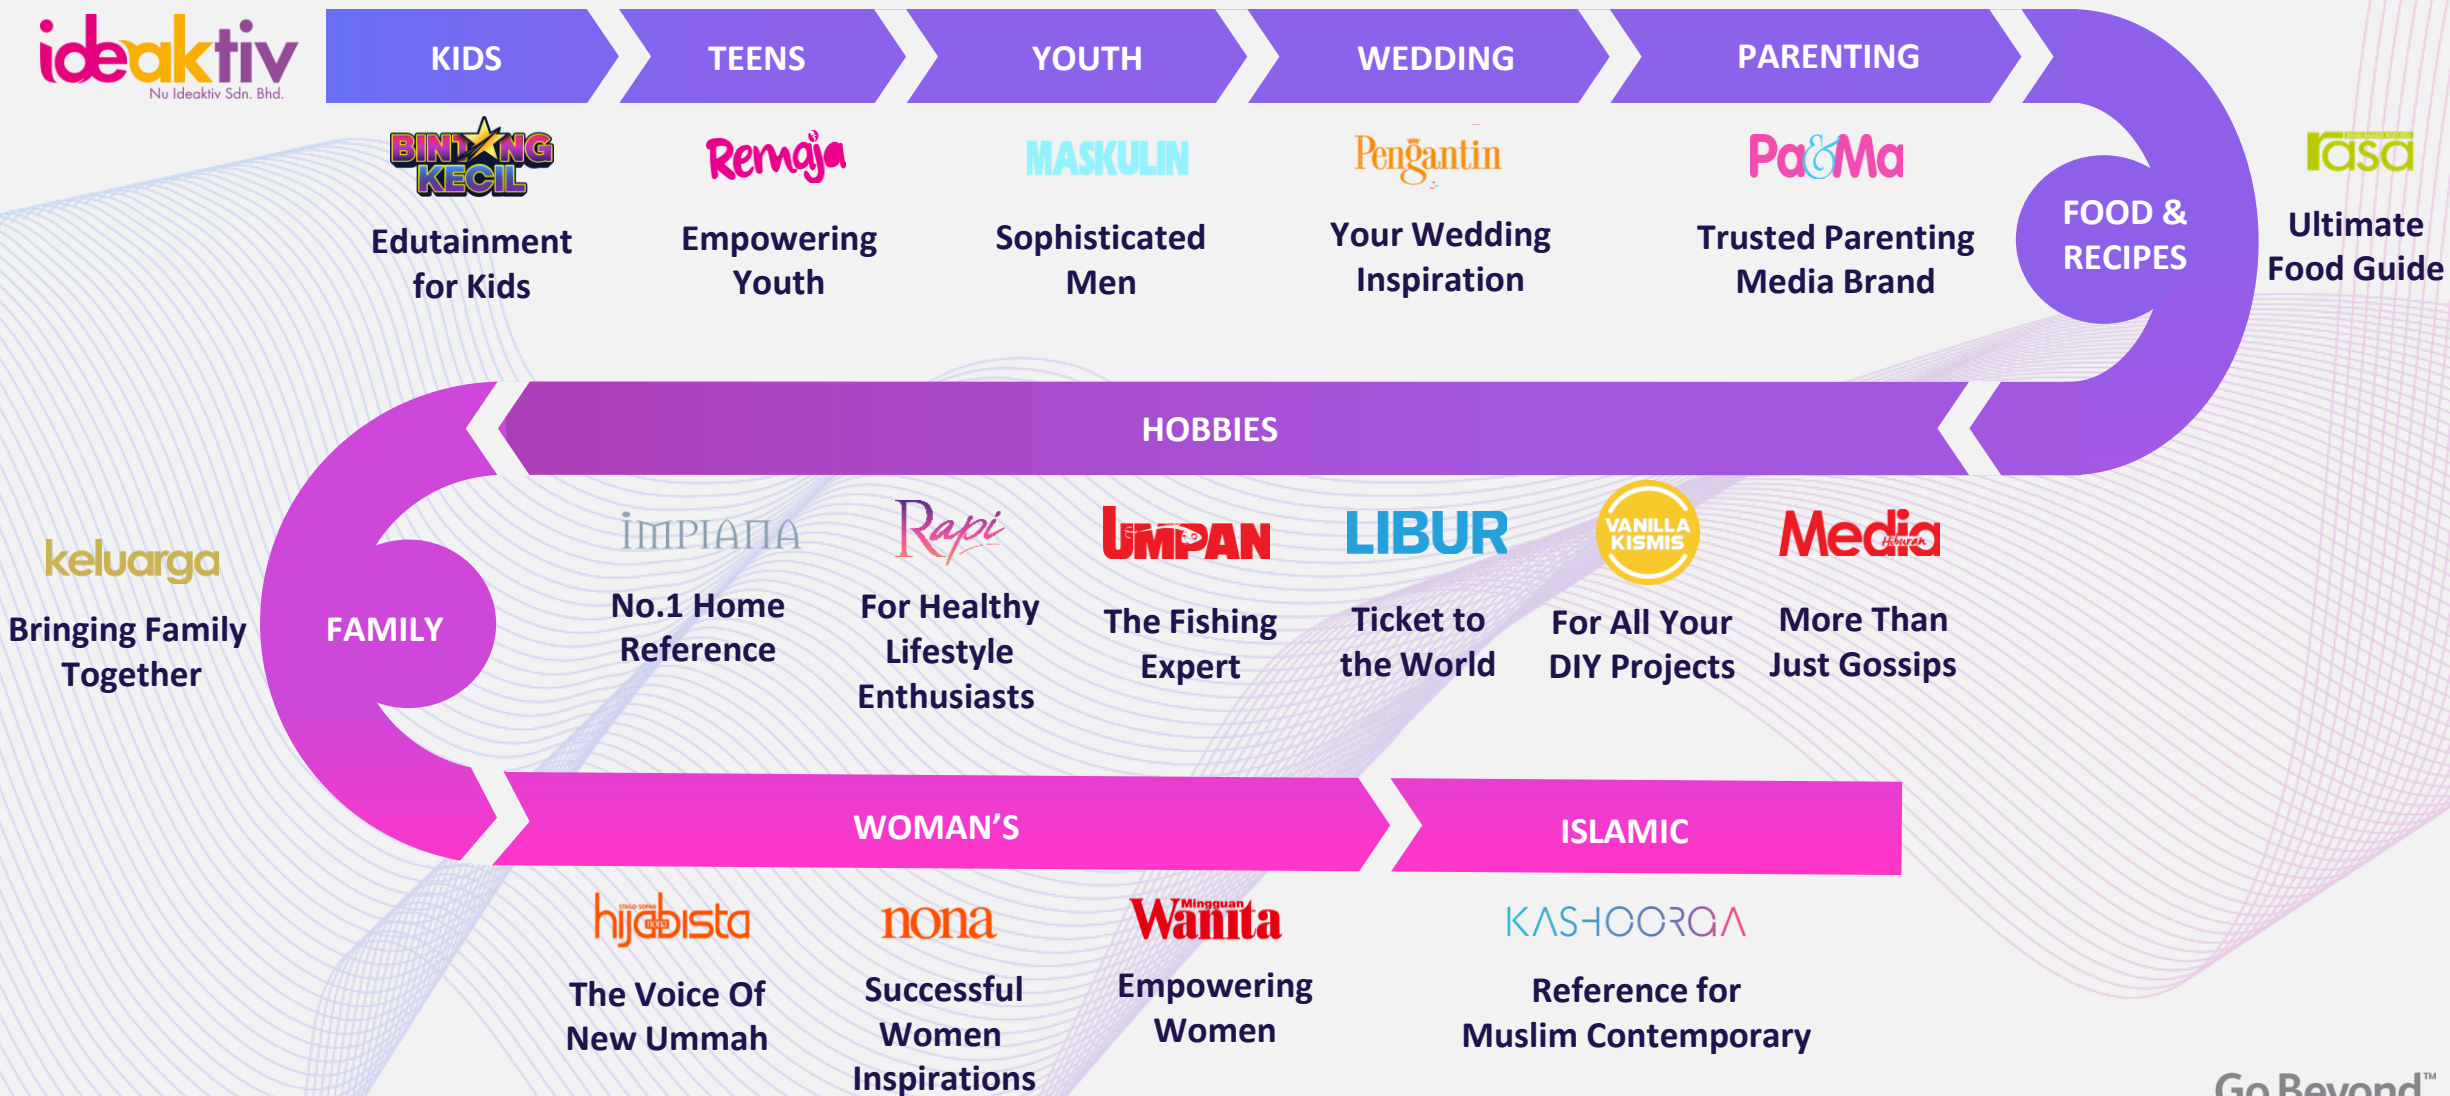 ideaktiv
Nu Ideaktiv Sdn. Bhd.
KIDS
TEENS
YOUTH
WEDDING
PARENTING
BINTANG
KECIL
Edutainment
for Kids
Remaja
Empowering
Youth
MASKULIN
Sophisticated
Men
Pengantin
Your Wedding
Inspiration
Pa&Ma
Trusted Parenting
Media Brand
FOOD &
RECIPES
rasa
Ultimate
Food Guide
HOBBIES
IMPIANA
No.1 Home
Reference
Rapi
For Healthy
Lifestyle
Enthusiasts
UMPAN
The Fishing
Expert
LIBUR
Ticket to
the World
VANILLA
KISMIS
For All Your
DIY Projects
Media
Hiburan
More Than
Just Gossips
FAMILY
keluarga
Bringing Family
Together
WOMAN’S
ISLAMIC
hijabista
The Voice Of
New Ummah
nona
Successful
Women
Inspirations
Mingguan
Wanita
Empowering
Women
KASHOORGA
Reference for
Muslim Contemporary
Go Beyond™